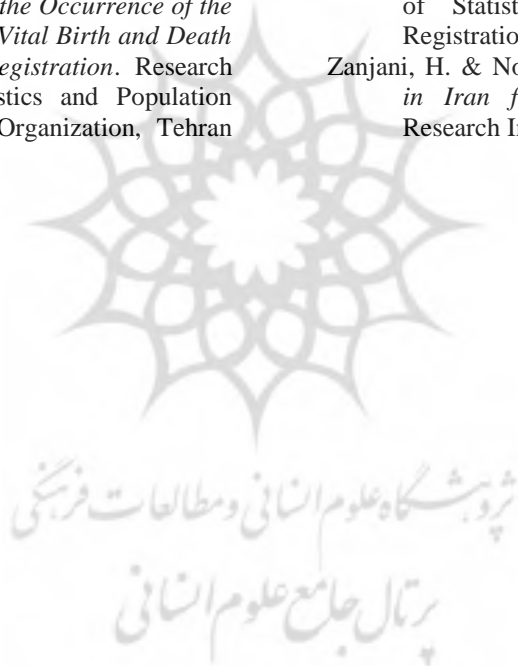 the Occurrence of the
Vital Birth and Death
egistration. Research
stics and Population
Organization, Tehran
of Statist
Registratio
Zanjani, H. & No
in Iran f
Research In
پژوهشگاه علوم انسانی و مطالعات فرہنگی
پرتال جامع علوم انسانی